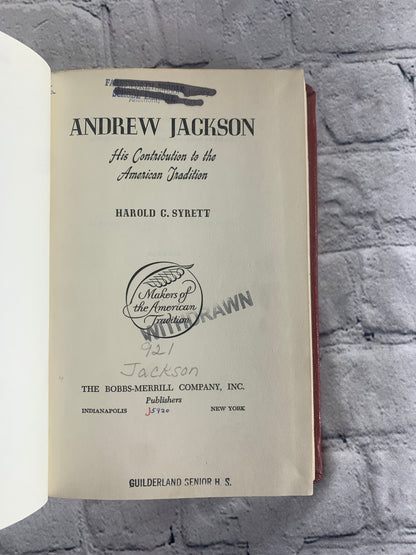 ANDREW JACKSON
His Contribution to the
American Tradition
HAROLD C. SYRETT
Makers of
the American
Tradition
WITHDRAWN
921
Jackson
THE BOBBS-MERRILL COMPANY, INC.
Publishers
INDIANAPOLIS 35920 NEW YORK
GUILDERLAND SENIOR H. S.